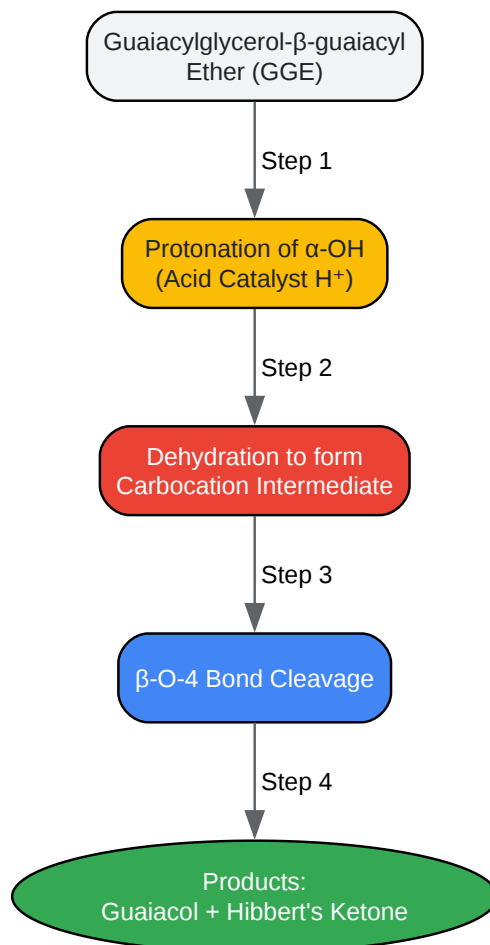 Guaiacylglycerol-β-guaiacyl
Ether (GGE)
Step 1
Protonation of α-OH
(Acid Catalyst H⁺)
Step 2
Dehydration to form
Carbocation Intermediate
Step 3
β-O-4 Bond Cleavage
Step 4
Products:
Guaiacol + Hibbert's Ketone